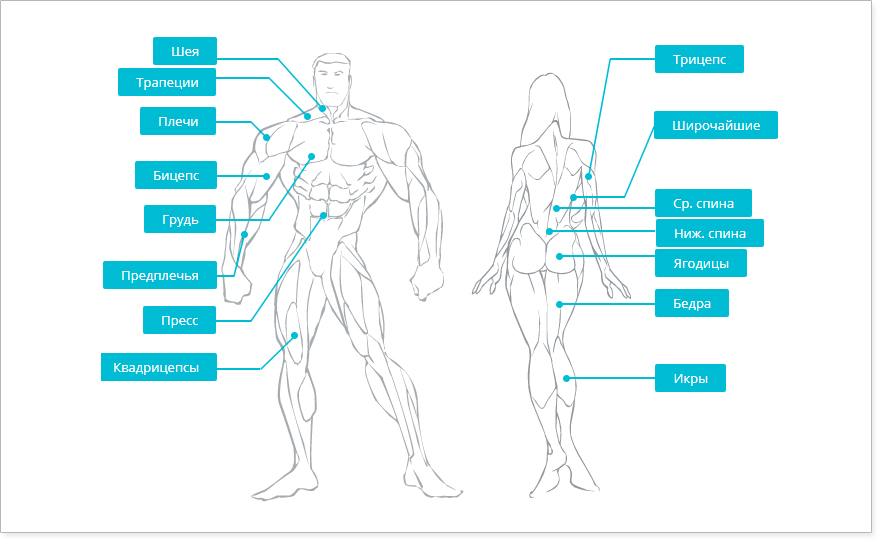 Шея
Трапеции
Плечи
Бицепс
Грудь
Предплечья
Пресс
Квадрицепсы
Трицепс
Широчайшие
Ср. спина
Ниж. спина
Ягодицы
Бедра
Икры